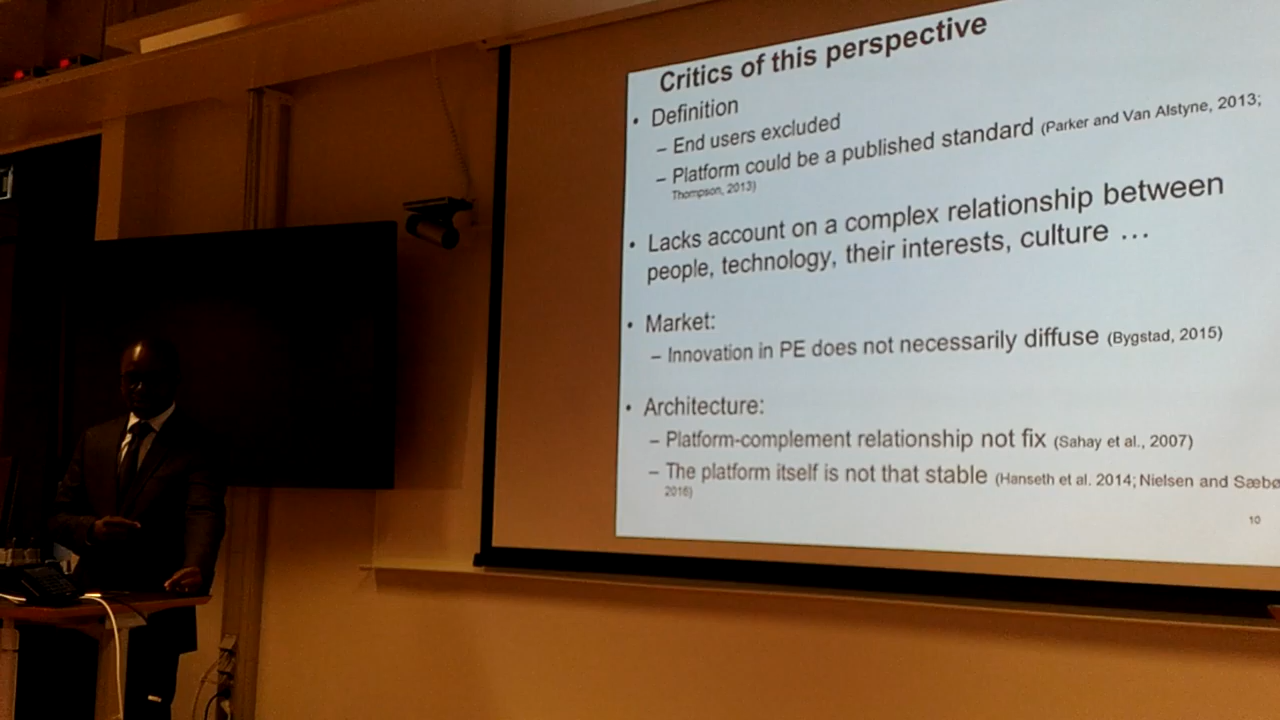 Critics of this perspective
• Definition
– End users excluded
– Platform could be a published standard (Parker and Van Alstyne, 2013;
Thompson, 2013)
• Lacks account on a complex relationship between
people, technology, their interests, culture …
• Market:
– Innovation in PE does not necessarily diffuse (Bygstad, 2015)
• Architecture:
– Platform-complement relationship not fix (Sahay et al., 2007)
– The platform itself is not that stable (Hanseth et al. 2014; Nielsen and Sæbø
2016)
10